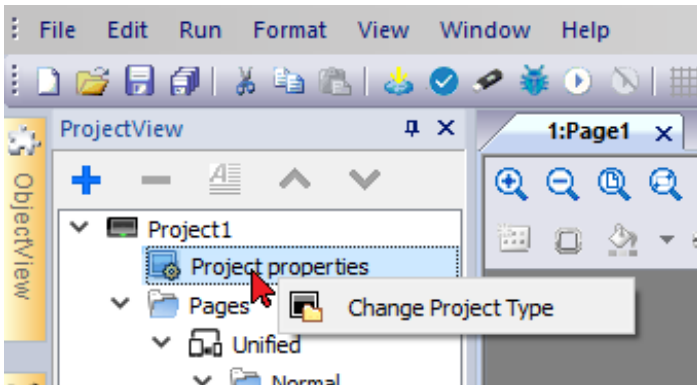 File Edit Run Format View Window Help
ProjectView
1:Page1
ObjectView
Project1
Project properties
Pages
Change Project Type
Unified
Normal